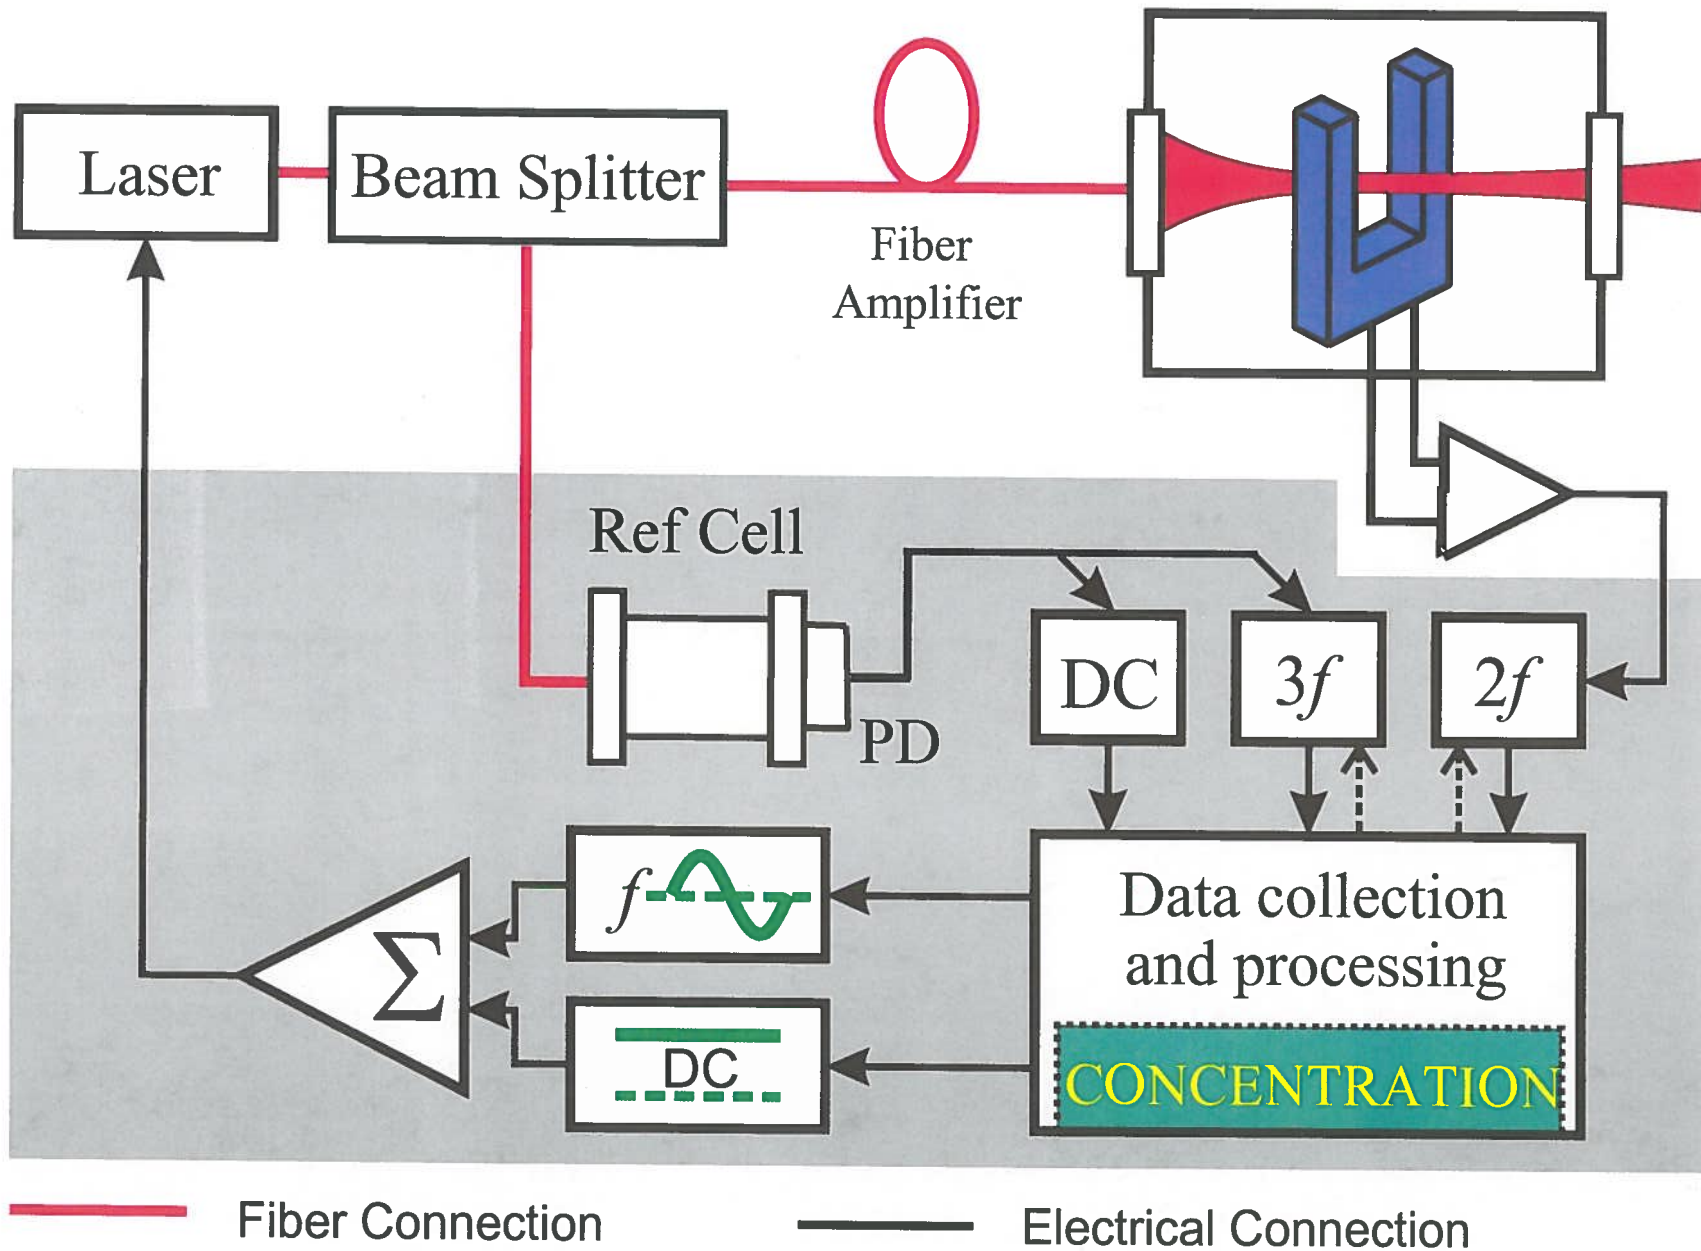 Laser
Beam Splitter
Fiber
Amplifier
Ref Cell
PD
DC
3f
2f
f
Σ
DC
Data collection
and processing
CONCENTRATION
Fiber Connection
Electrical Connection